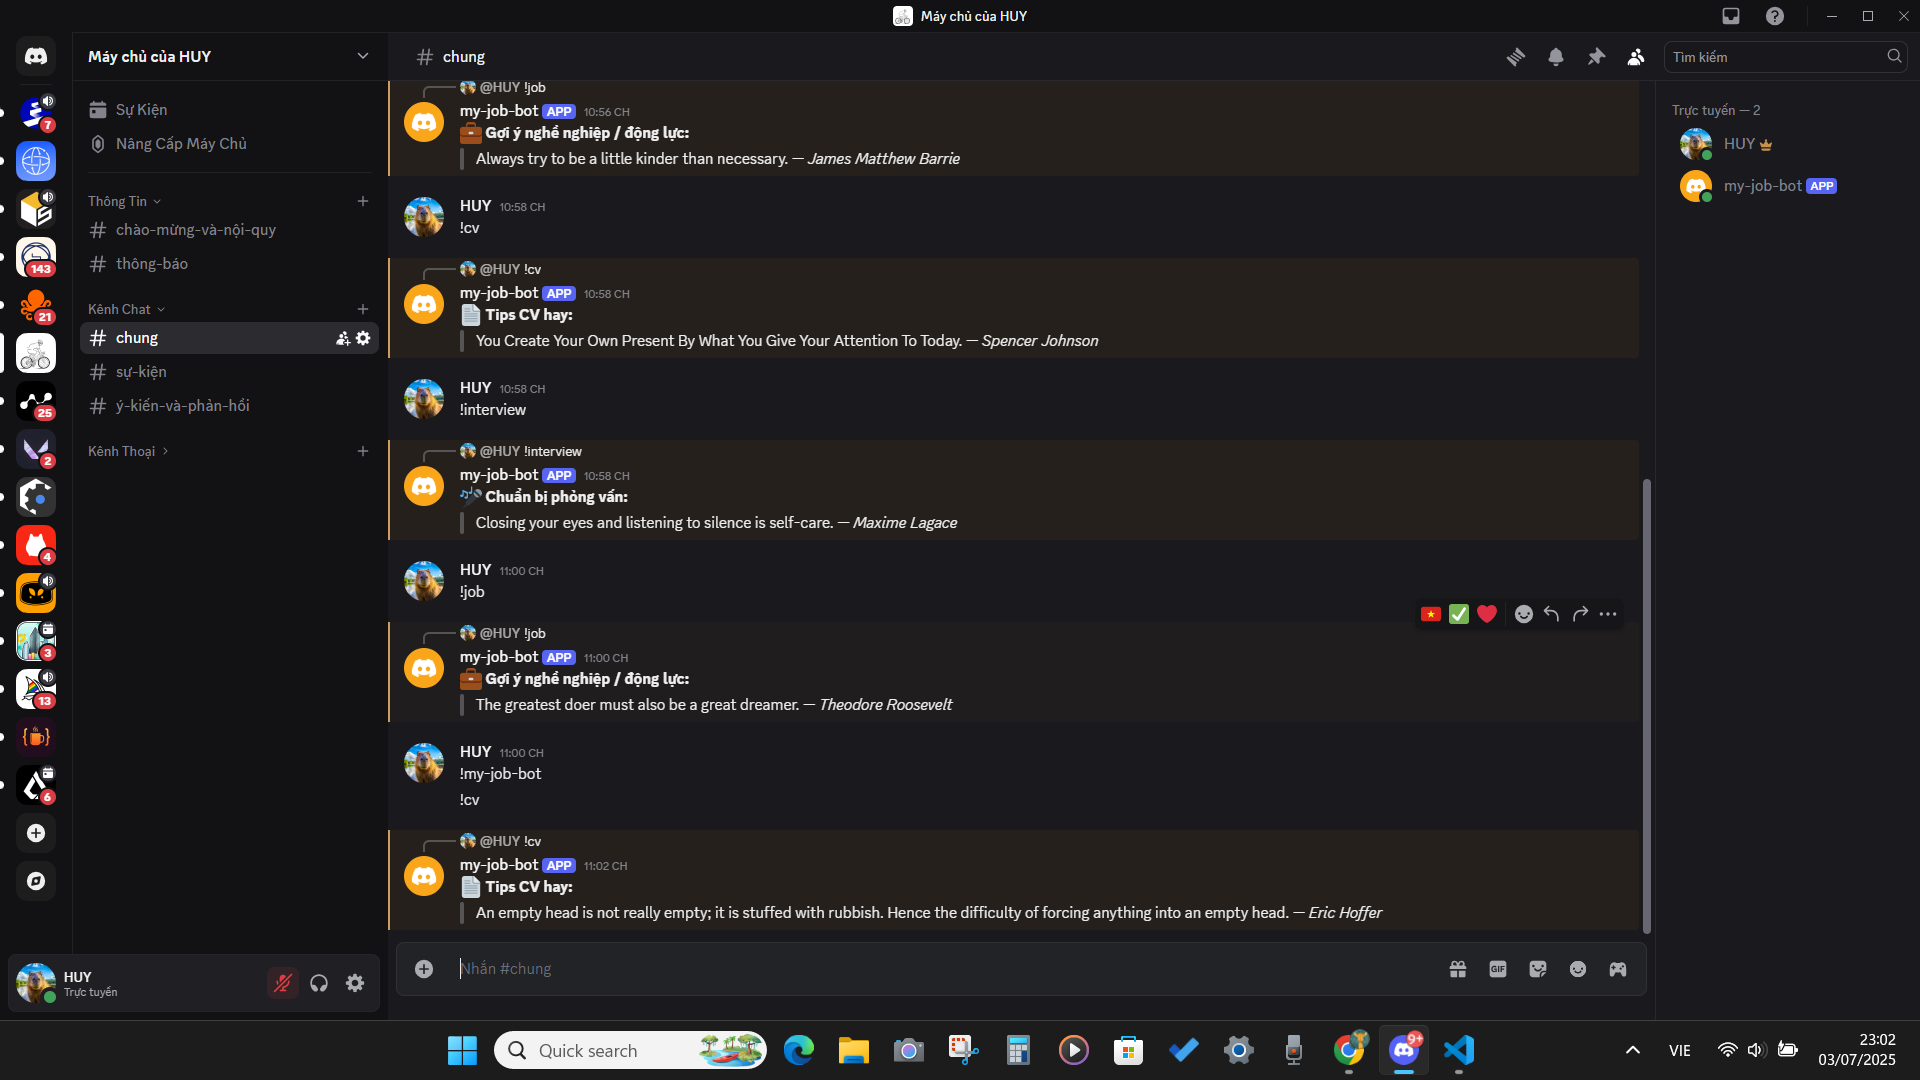 Máy chủ của HUY
Máy chủ của HUY
Sự Kiện
Nâng Cấp Máy Chủ
Thông Tin
chào-mừng-và-nội-quy
thông-báo
Kênh Chat
chung
sự-kiện
ý-kiến-và-phản-hồi
Kênh Thoại
7
143
21
25
2
4
3
13
6
HUY
Trực tuyến
chung
Tìm kiếm
@HUY !job
my-job-bot APP 10:56 CH
Gợi ý nghề nghiệp / động lực:
Always try to be a little kinder than necessary. — James Matthew Barrie
HUY 10:58 CH
!cv
@HUY !cv
my-job-bot APP 10:58 CH
Tips CV hay:
You Create Your Own Present By What You Give Your Attention To Today. — Spencer Johnson
HUY 10:58 CH
!interview
@HUY !interview
my-job-bot APP 10:58 CH
Chuẩn bị phỏng vấn:
Closing your eyes and listening to silence is self-care. — Maxime Lagace
HUY 11:00 CH
!job
@HUY !job
my-job-bot APP 11:00 CH
Gợi ý nghề nghiệp / động lực:
The greatest doer must also be a great dreamer. — Theodore Roosevelt
HUY 11:00 CH
!my-job-bot
!cv
@HUY !cv
my-job-bot APP 11:02 CH
Tips CV hay:
An empty head is not really empty; it is stuffed with rubbish. Hence the difficulty of forcing anything into an empty head. — Eric Hoffer
Nhắn #chung
GIF
Trực tuyến — 2
HUY
my-job-bot APP
Quick search
9+
VIE
23:02
03/07/2025